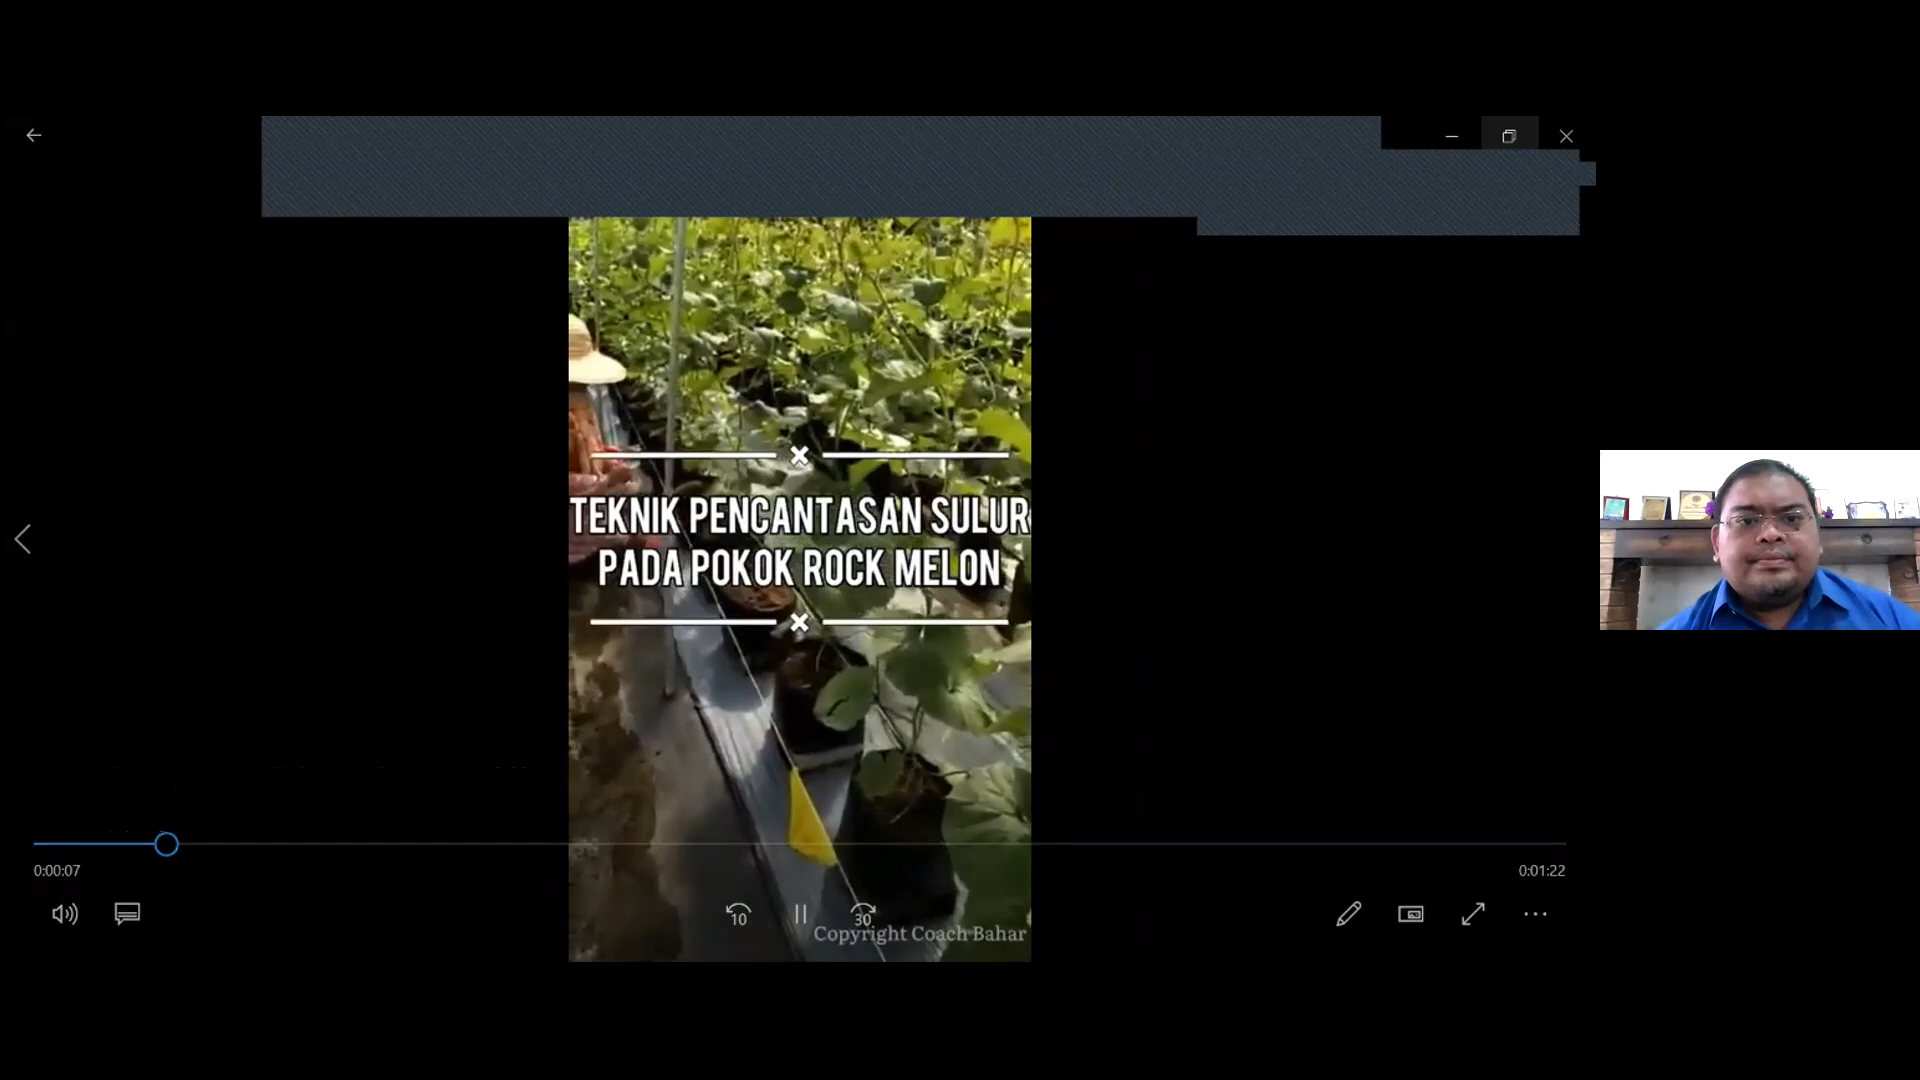 TEKNIK PENCANTASAN SULUR
PADA POKOK ROCK MELON
0:00:07
0:01:22
10
30
Copyright Coach Bahar